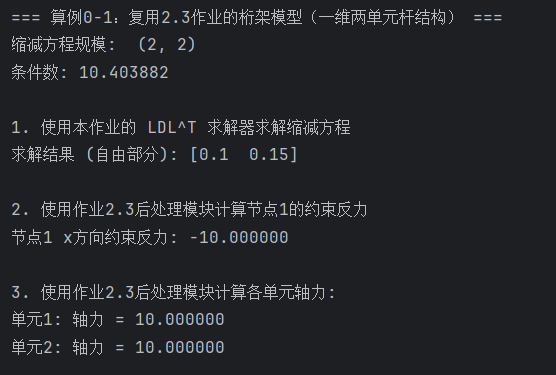 === 算例0-1：复用2.3作业的桁架模型（一维两单元杆结构） ===
缩减方程规模:  (2, 2)
条件数: 10.403882
1. 使用本作业的 LDL^T 求解器求解缩减方程
求解结果 (自由部分): [0.1  0.15]
2. 使用作业2.3后处理模块计算节点1的约束反力
节点1 x方向约束反力: -10.000000
3. 使用作业2.3后处理模块计算各单元轴力:
单元1: 轴力 = 10.000000
单元2: 轴力 = 10.000000